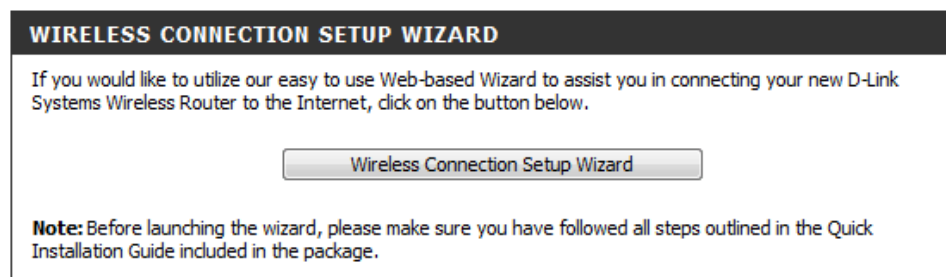 WIRELESS CONNECTION SETUP WIZARD
If you would like to utilize our easy to use Web-based Wizard to assist you in connecting your new D-Link
Systems Wireless Router to the Internet, click on the button below.
Wireless Connection Setup Wizard
Note: Before launching the wizard, please make sure you have followed all steps outlined in the Quick
Installation Guide included in the package.